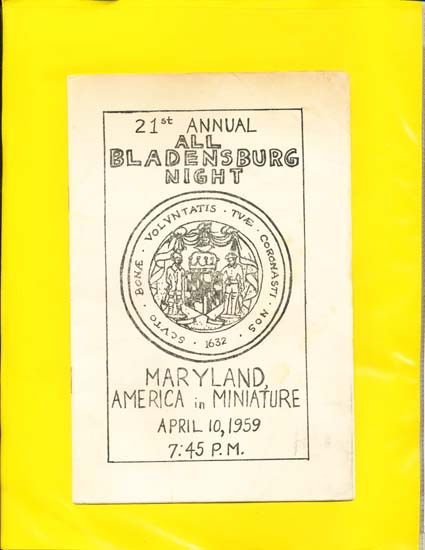 21st ANNUAL
ALL
BLADENSBURG
NIGHT
SCVTO · BONÆ · VOLVNTATIS · TVÆ · CORONASTI · NOS
· 1632 ·
MARYLAND,
AMERICA in MINIATURE
APRIL 10, 1959
7:45 P.M.